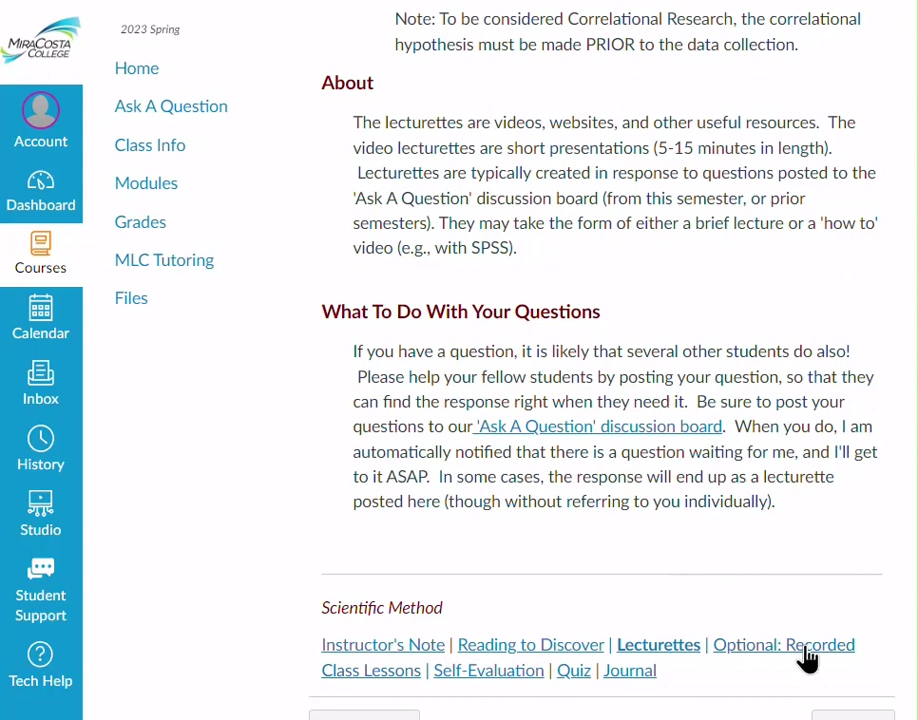 MIRACOSTA
COLLEGE
Account
Dashboard
Courses
Calendar
Inbox
History
Studio
Student
Support
Tech Help
2023 Spring
Home
Ask A Question
Class Info
Modules
Grades
MLC Tutoring
Files
Note: To be considered Correlational Research, the correlational
hypothesis must be made PRIOR to the data collection.
About
The lecturettes are videos, websites, and other useful resources.  The
video lecturettes are short presentations (5-15 minutes in length).
Lecturettes are typically created in response to questions posted to the
'Ask A Question' discussion board (from this semester, or prior
semesters). They may take the form of either a brief lecture or a 'how to'
video (e.g., with SPSS).
What To Do With Your Questions
If you have a question, it is likely that several other students do also!
Please help your fellow students by posting your question, so that they
can find the response right when they need it.  Be sure to post your
questions to our 'Ask A Question' discussion board.  When you do, I am
automatically notified that there is a question waiting for me, and I'll get
to it ASAP.  In some cases, the response will end up as a lecturette
posted here (though without referring to you individually).
Scientific Method
Instructor's Note | Reading to Discover | Lecturettes | Optional: Recorded
Class Lessons | Self-Evaluation | Quiz | Journal